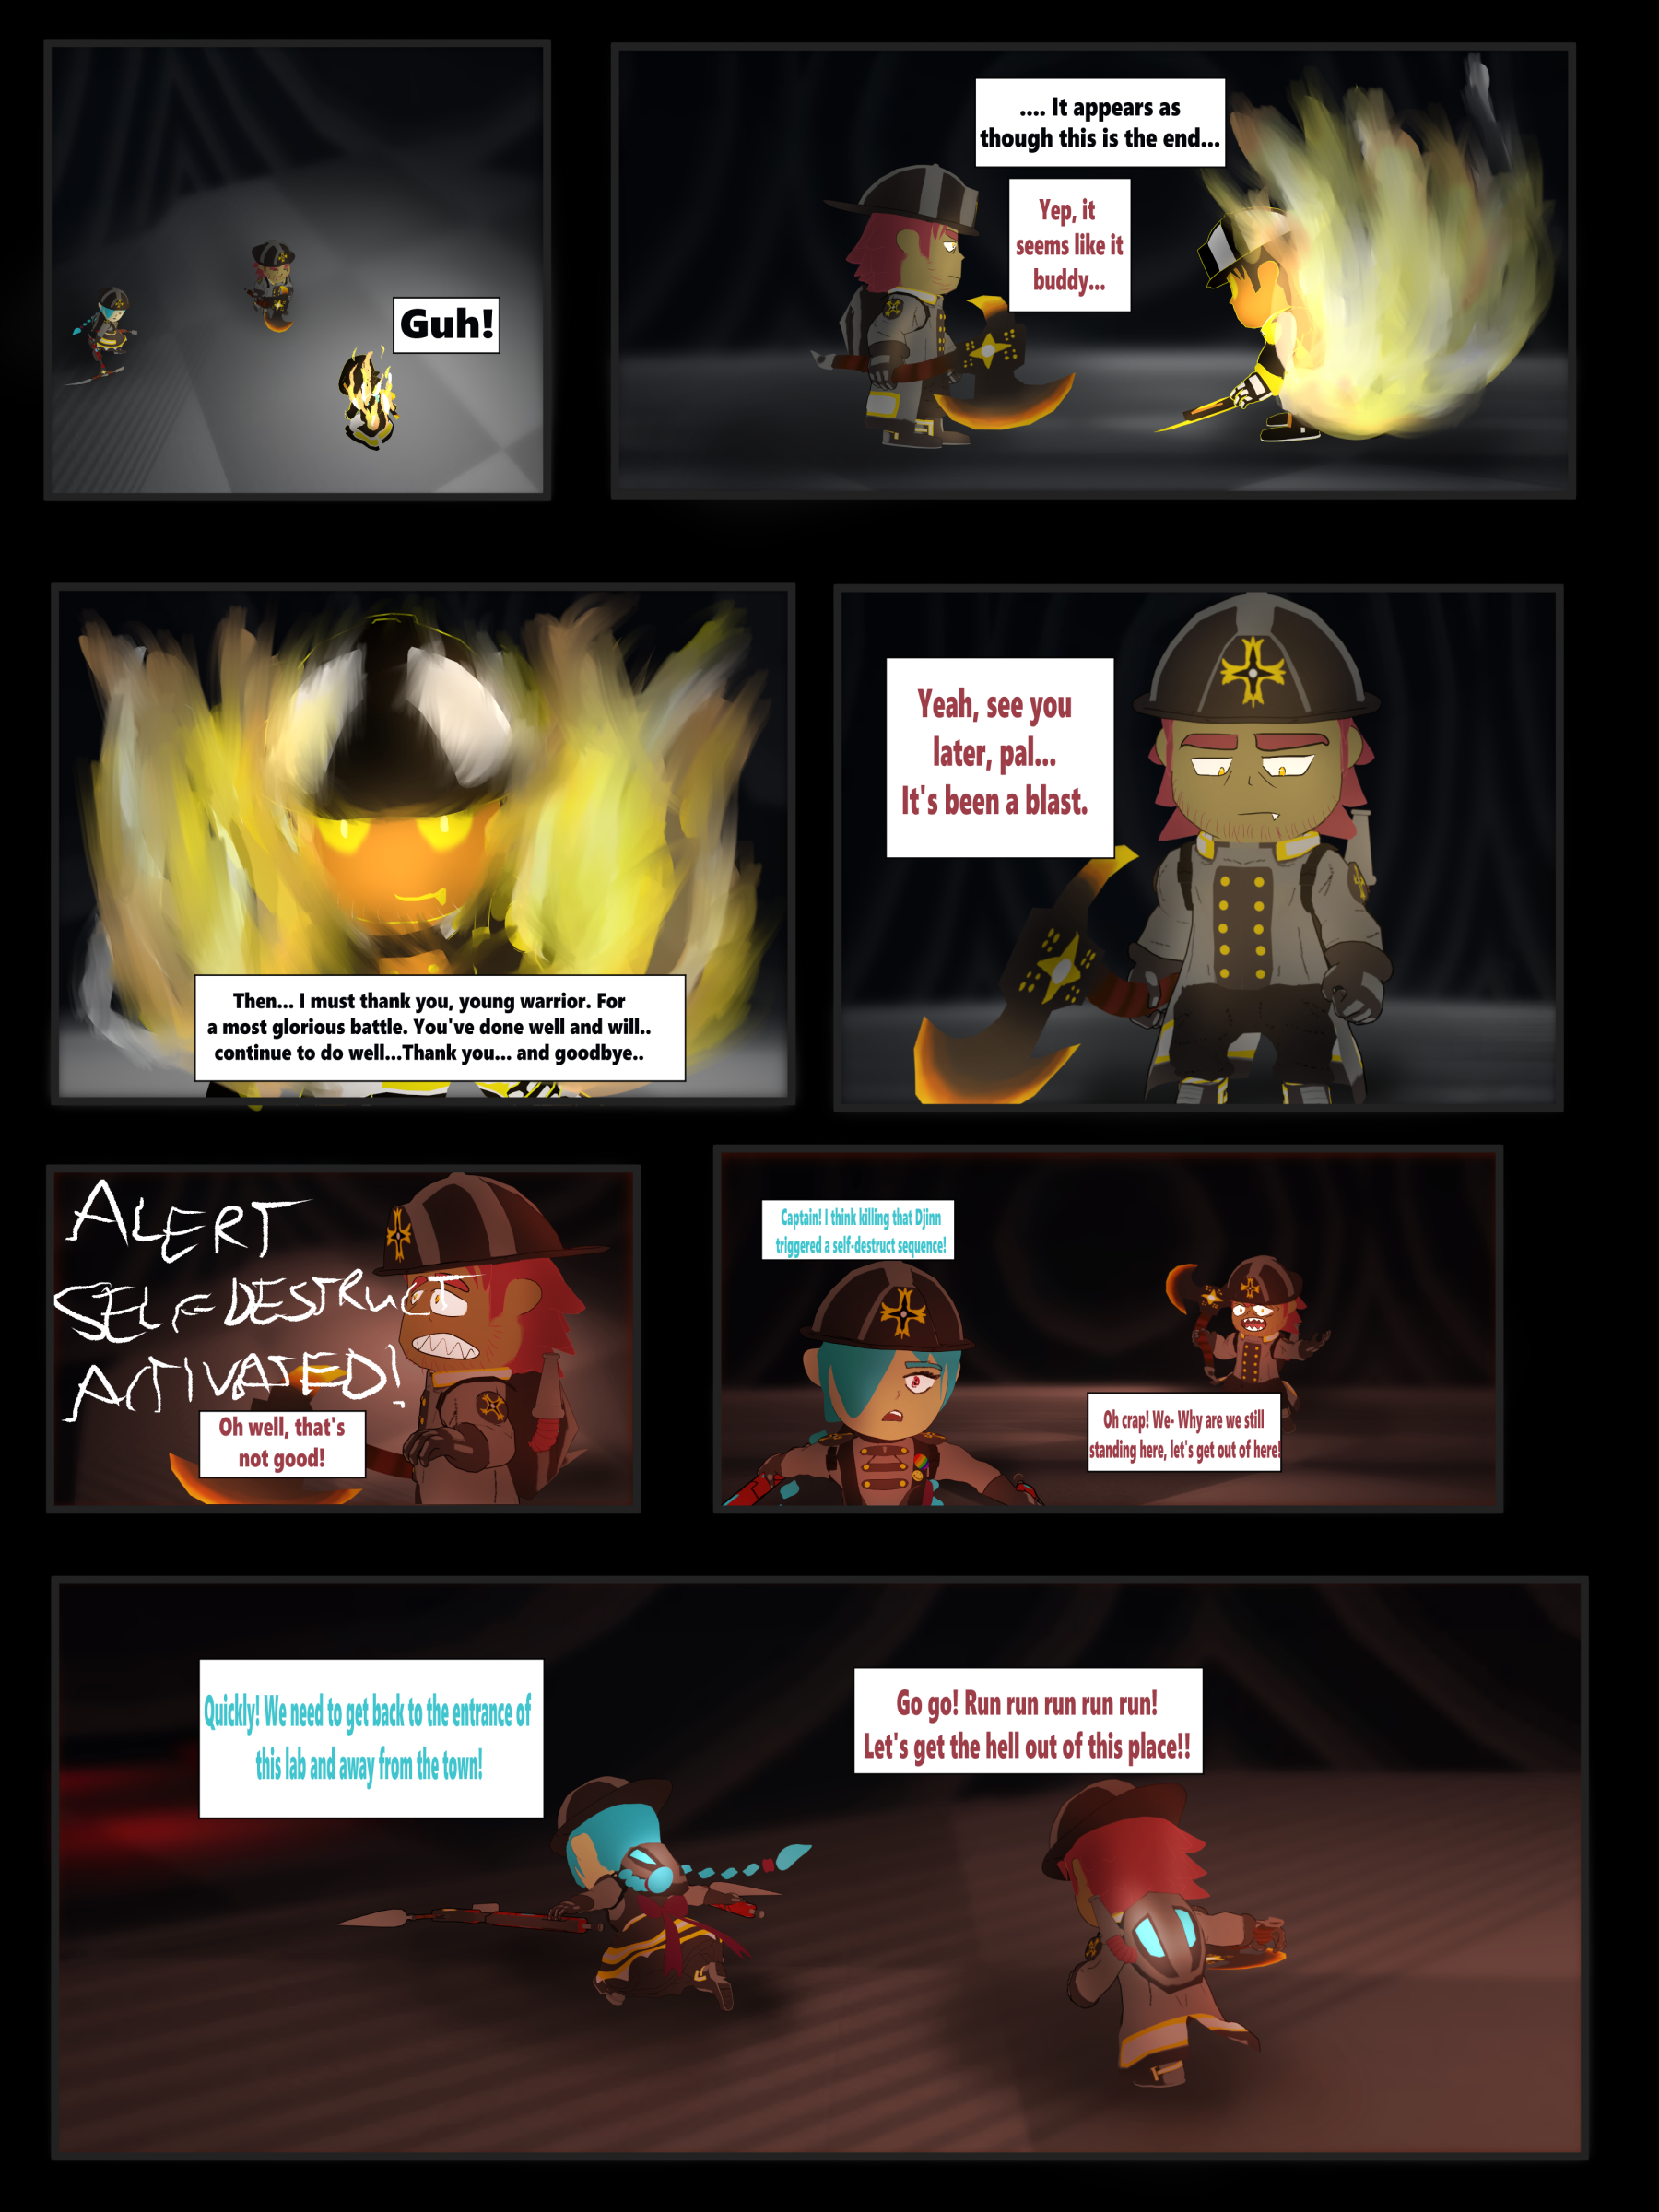 Guh!
.... It appears as
though this is the end...
Yep, it
seems like it
buddy...
Then... I must thank you, young warrior. For
a most glorious battle. You've done well and will..
continue to do well...Thank you... and goodbye..
Yeah, see you
later, pal...
It's been a blast.
ALERT
SELF DESTRUCT
ACTIVATED!
Oh well, that's
not good!
Captain! I think killing that Djinn
triggered a self-destruct sequence!
Oh crap! We- Why are we still
standing here, let's get out of here!
Quickly! We need to get back to the entrance of
this lab and away from the town!
Go go! Run run run run run!
Let's get the hell out of this place!!